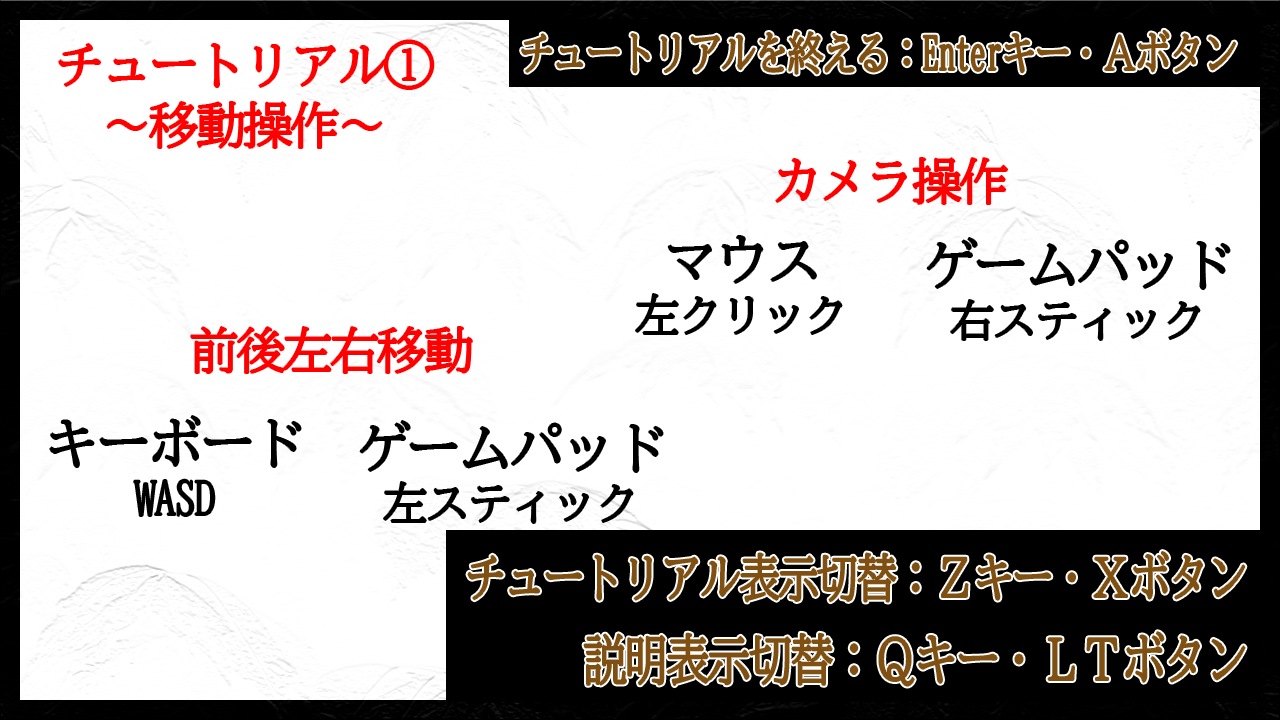 チュートリアル①
～移動操作～
チュートリアルを終える：Enterキー・Aボタン
カメラ操作
マウス
左クリック
ゲームパッド
右スティック
前後左右移動
キーボード
WASD
ゲームパッド
左スティック
チュートリアル表示切替：Ｚキー・Ｘボタン
説明表示切替：Ｑキー・ＬＴボタン